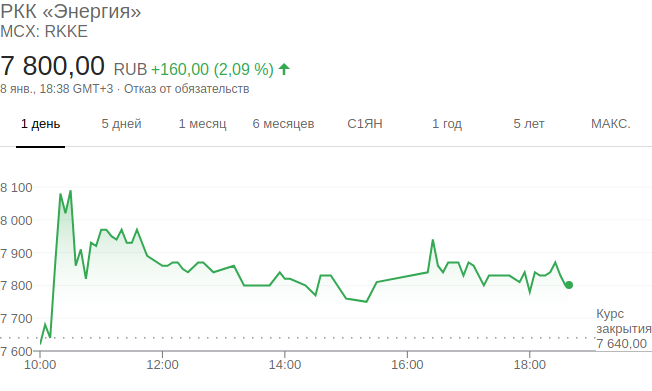 РКК «Энергия»
MCX: RKKE
7 800,00 RUB +160,00 (2,09 %)
8 янв., 18:38 GMT+3 · Отказ от обязательств
1 день 5 дней 1 месяц 6 месяцев С1ЯН 1 год 5 лет МАКС.
8 100
8 000
7 900
7 800
7 700
Курс
закрытия
7 640,00
7 600
10:00 12:00 14:00 16:00 18:00